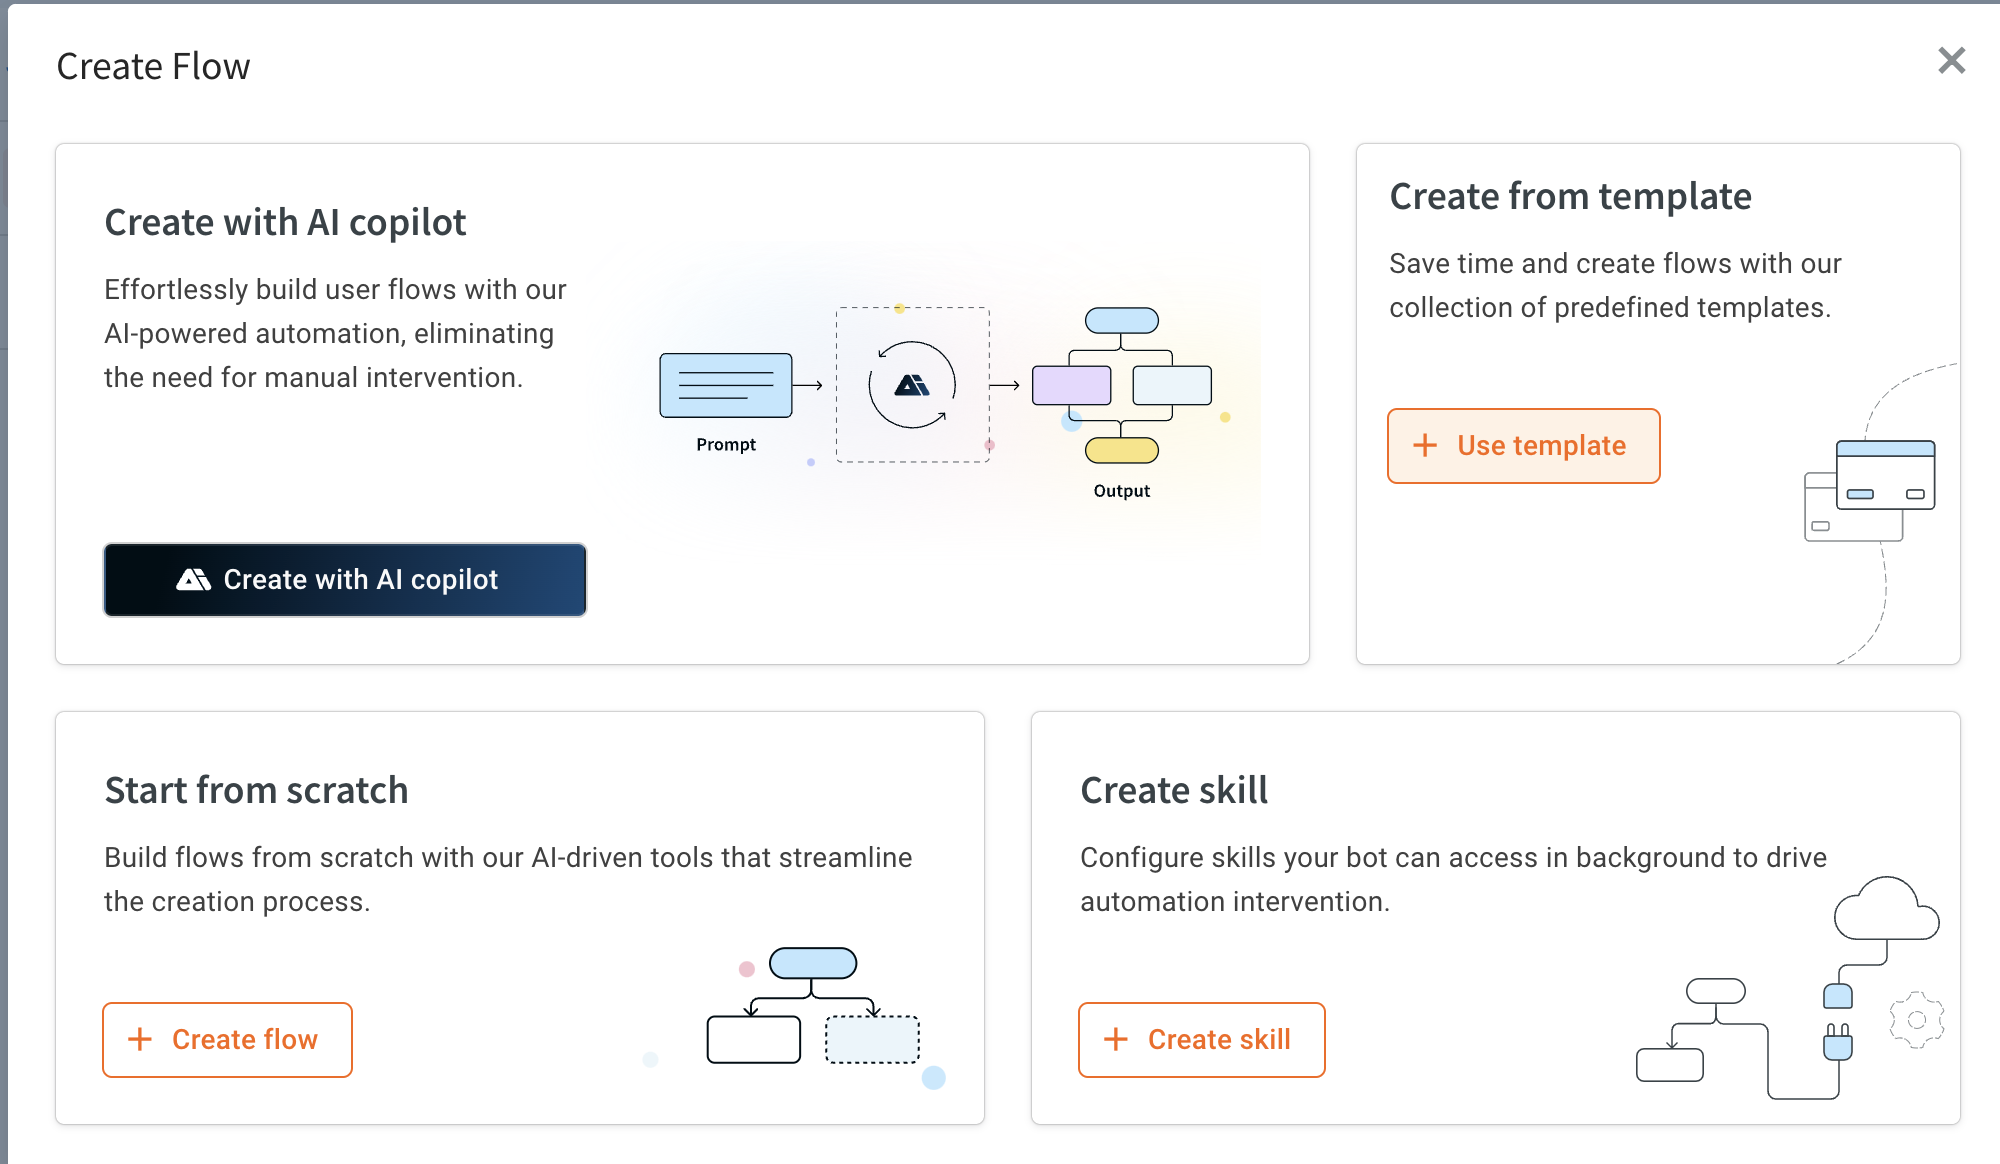 Create Flow
Create with AI copilot
Effortlessly build user flows with our
AI-powered automation, eliminating
the need for manual intervention.
Prompt
Output
Create with AI copilot
Create from template
Save time and create flows with our
collection of predefined templates.
Use template
Start from scratch
Build flows from scratch with our AI-driven tools that streamline
the creation process.
Create flow
Create skill
Configure skills your bot can access in background to drive
automation intervention.
Create skill